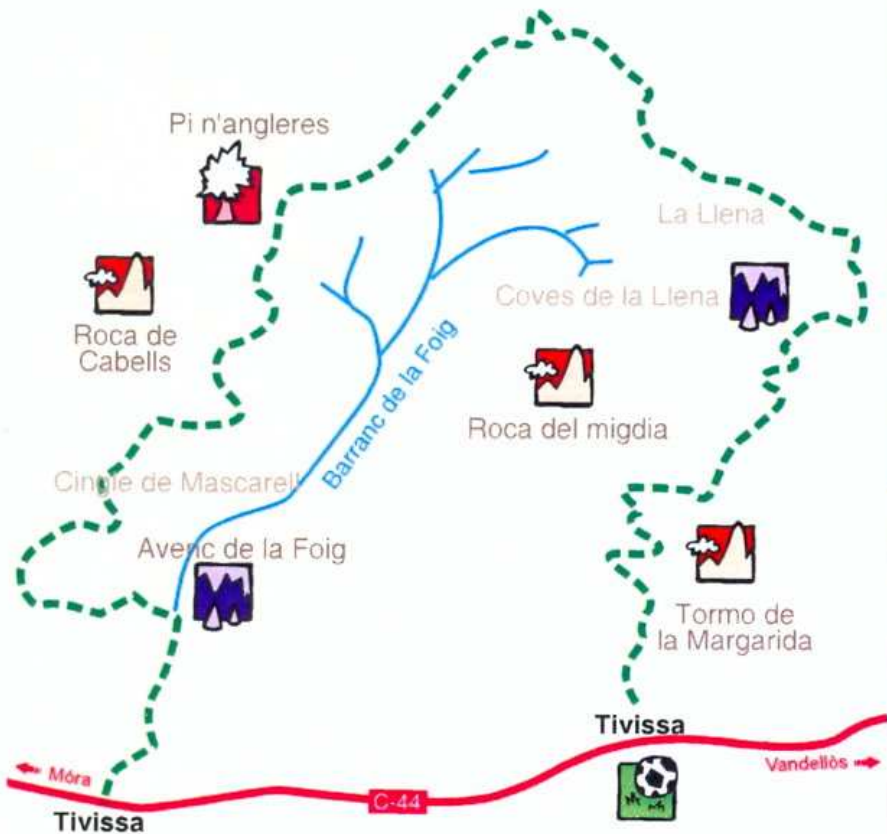 Pi n'angleres
La Llena
Coves de la Llena
Roca de
Cabells
Barranc de la Foig
Roca del migdia
Cingle de Mascarell
Avenc de la Foig
Tormo de
la Margarida
Tivissa
Móra
Vandellòs
C-44
Tivissa